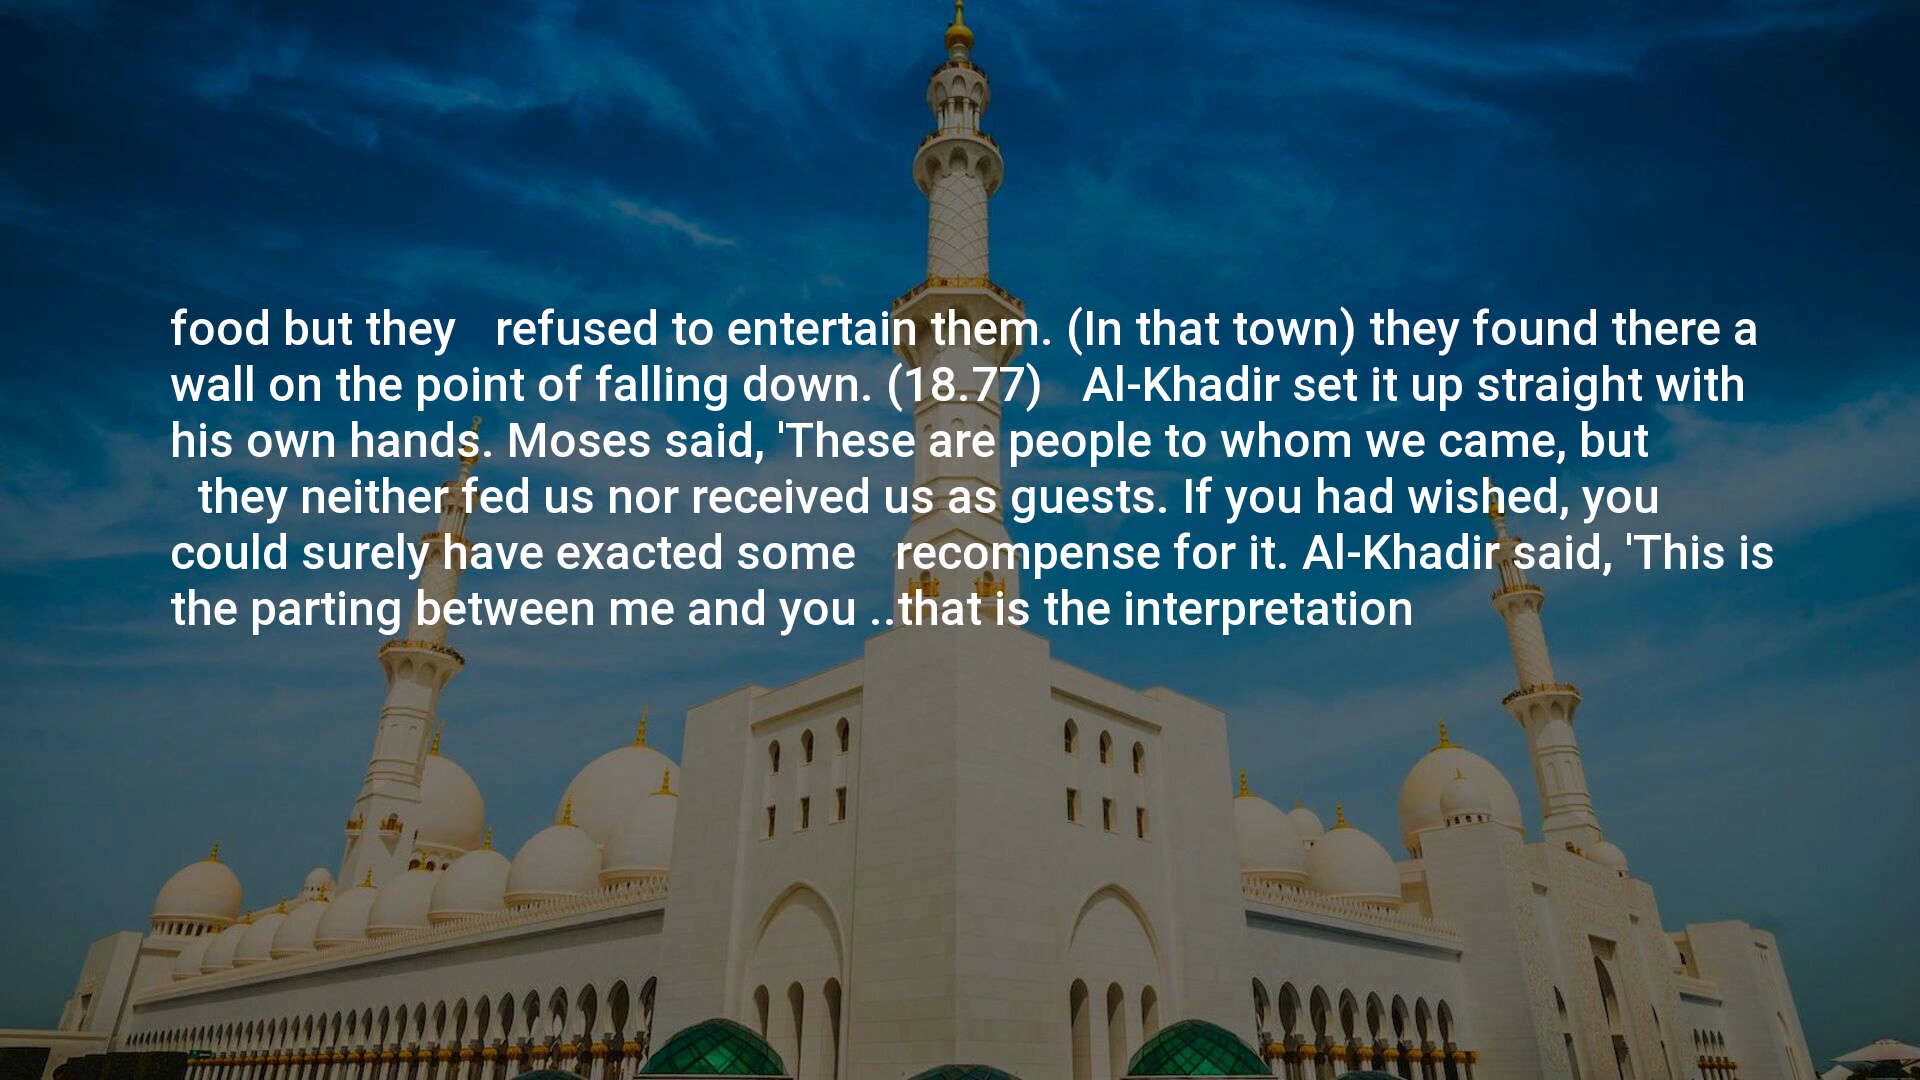 food but they   refused to entertain them. (In that town) they found there a
wall on the point of falling down. (18.77)   Al-Khadir set it up straight with
his own hands. Moses said, 'These are people to whom we came, but
they neither fed us nor received us as guests. If you had wished, you
could surely have exacted some   recompense for it. Al-Khadir said, 'This is
the parting between me and you ..that is the interpretation